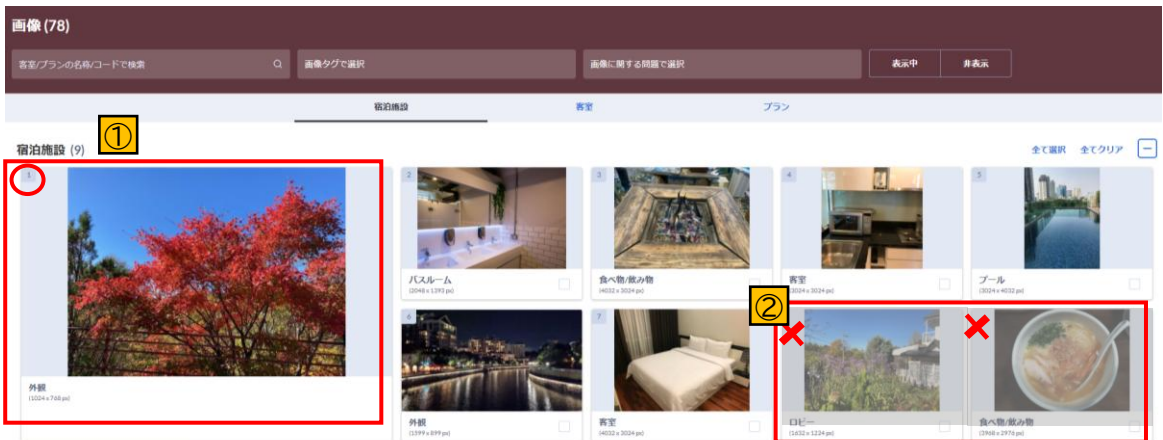 画像 (78)
客室/プランの名称/コードで検索
画像タグで選択
画像に関する問題で選択
表示中
非表示
宿泊施設
客室
プラン
①
宿泊施設 (9)
全て選択
全てクリア
1
外観
(1024 x 768 px)
2
バスルーム
(2048 x 1393 px)
3
食べ物/飲み物
(4032 x 3024 px)
4
客室
(3024 x 3024 px)
5
プール
(3024 x 4032 px)
②
6
外観
(1599 x 899 px)
7
客室
(4032 x 3024 px)
ロビー
(1632 x 1224 px)
食べ物/飲み物
(3968 x 2976 px)